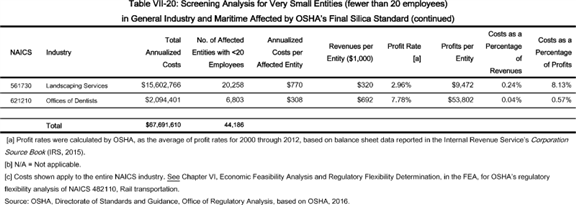 Table VII-20: Screening Analysis for Very Small Entities (fewer than 20 employees)
in General Industry and Maritime Affected by OSHA's Final Silica Standard (continued)
NAICS Industry Total Annualized Costs No. of Affected Entities with <20 Employees Annualized Costs per Affected Entity Revenues per Entity ($1,000) Profit Rate [a] Profits per Entity Costs as a Percentage of Revenues Costs as a Percentage of Profits
561730 Landscaping Services $15,602,766 20,258 $770 $320 2.96% $9,472 0.24% 8.13%
621210 Offices of Dentists $2,094,401 6,803 $308 $692 7.78% $53,802 0.04% 0.57%
Total $67,691,610 44,186
[a] Profit rates were calculated by OSHA, as the average of profit rates for 2000 through 2012, based on balance sheet data reported in the Internal Revenue Service's Corporation
Source Book (IRS, 2015).
[b] N/A = Not applicable.
[c] Costs shown apply to the entire NAICS industry. See Chapter VI, Economic Feasibility Analysis and Regulatory Flexibility Determination, in the FEA, for OSHA's regulatory
flexibility analysis of NAICS 482110, Rail transportation.
Source: OSHA, Directorate of Standards and Guidance, Office of Regulatory Analysis, based on OSHA, 2016.